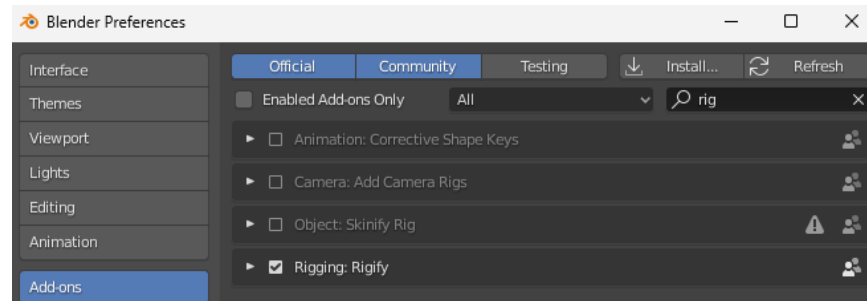 Blender Preferences
Interface
Themes
Viewport
Lights
Editing
Animation
Add-ons
Official Community Testing Install... Refresh
Enabled Add-ons Only All rig
Animation: Corrective Shape Keys
Camera: Add Camera Rigs
Object: Skinify Rig
Rigging: Rigify